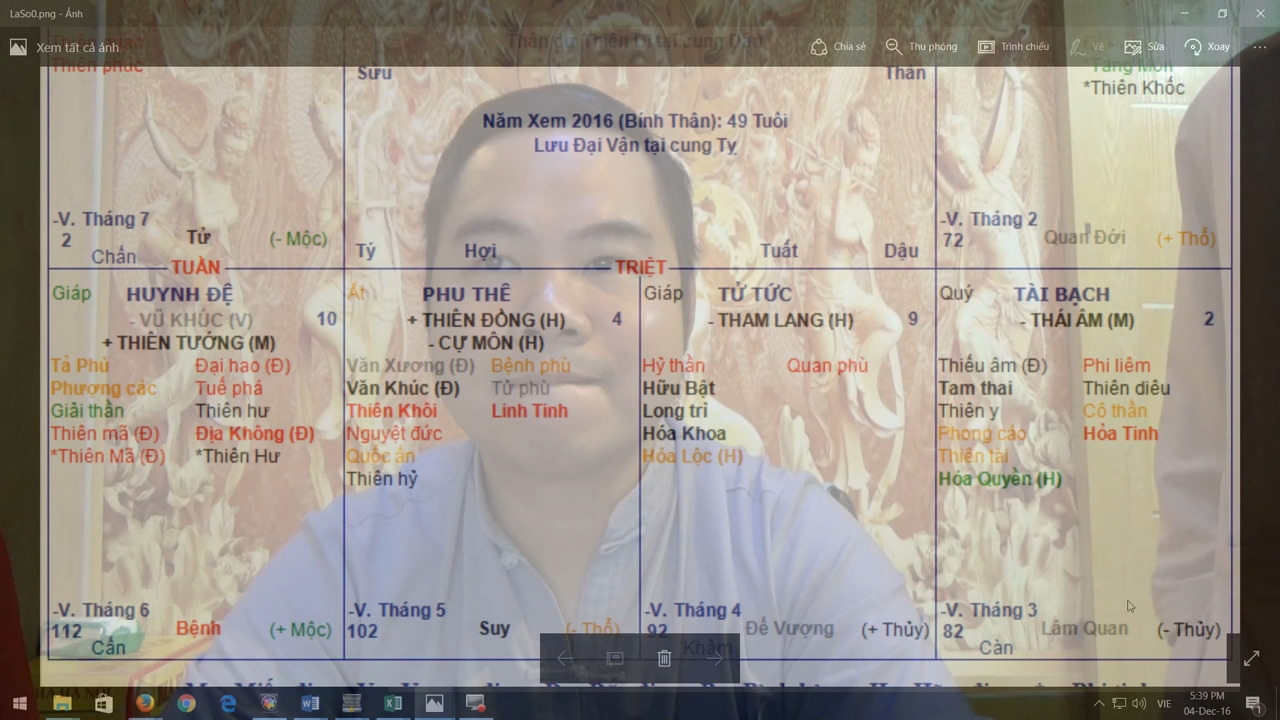 LaSo0.png - Ảnh
Xem tất cả ảnh
Chia sẻ
Thu phóng
Trình chiếu
Vẽ
Sửa
Xoay
Thiên phúc
Sửu
Thân
Tang Môn
*Thiên Khốc
Năm Xem 2016 (Bính Thân): 49 Tuổi
Lưu Đại Vận tại cung Tỵ
-V. Tháng 7
2
Tử
(- Mộc)
Chấn
Tý
Hợi
Tuất
Dậu
-V. Tháng 2
72
Quan Đới
(+ Thổ)
TUẦN
TRIỆT
Giáp
HUYNH ĐỆ
- VŨ KHÚC (V)
10
+ THIÊN TƯỚNG (M)
Tả Phù
Đại hao (Đ)
Phượng các
Tuế phá
Giải thần
Thiên hư
Thiên mã (Đ)
Địa Không (Đ)
*Thiên Mã (Đ)
*Thiên Hư
-V. Tháng 6
112
Bệnh
(+ Mộc)
Cấn
Ất
PHU THÊ
+ THIÊN ĐỒNG (H)
4
- CỰ MÔN (H)
Văn Xương (Đ)
Bệnh phù
Văn Khúc (Đ)
Tử phù
Thiên Khôi
Linh Tinh
Nguyệt đức
Quốc ấn
Thiên hỷ
-V. Tháng 5
102
Suy
(- Thổ)
Giáp
TỬ TỨC
- THAM LANG (H)
9
Hỷ thần
Quan phù
Hữu Bật
Long trì
Hóa Khoa
Hóa Lộc (H)
-V. Tháng 4
92
Đế Vượng
(+ Thủy)
Khảm
Quý
TÀI BẠCH
- THÁI ÂM (M)
2
Thiếu âm (Đ)
Phi liêm
Tam thai
Thiên diêu
Thiên y
Cô thần
Phong cáo
Hỏa Tinh
Thiên tài
Hóa Quyền (H)
-V. Tháng 3
82
Lâm Quan
(- Thủy)
Càn
VIE
5:39 PM
04-Dec-16
1